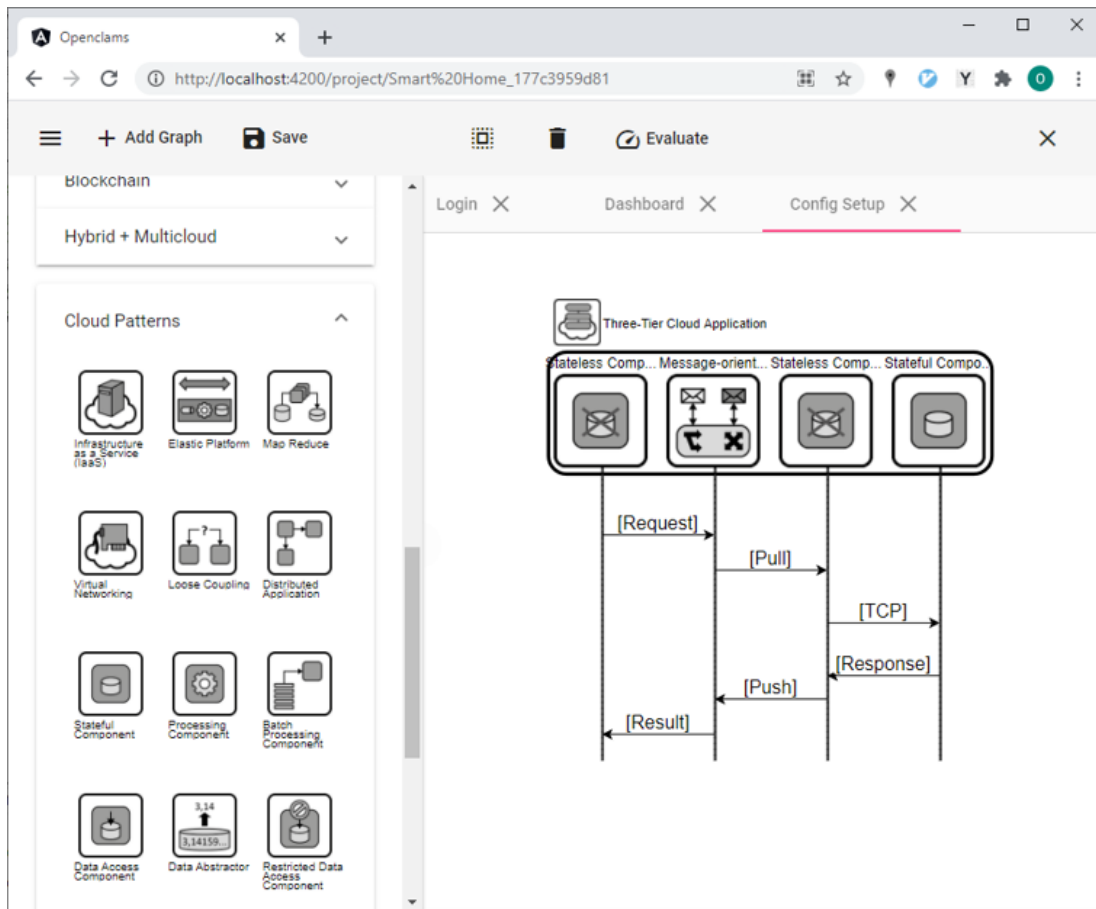 Openclams
http://localhost:4200/project/Smart%20Home_177c3959d81
Y
O
Add Graph
Save
Evaluate
Blockchain
Hybrid + Multicloud
Cloud Patterns
Infrastructure
as a Service
(IaaS)
Elastic Platform
Map Reduce
Virtual
Networking
?
Loose Coupling
Distributed
Application
Stateful
Component
Processing
Component
Batch
Processing
Component
Data Access
Component
3,14
3,14159...
Data Abstractor
Restricted Data
Access
Component
Login
Dashboard
Config Setup
Three-Tier Cloud Application
Stateless Comp...
Message-orient...
Stateless Comp...
Stateful Compo...
[Request]
[Pull]
[TCP]
[Response]
[Push]
[Result]